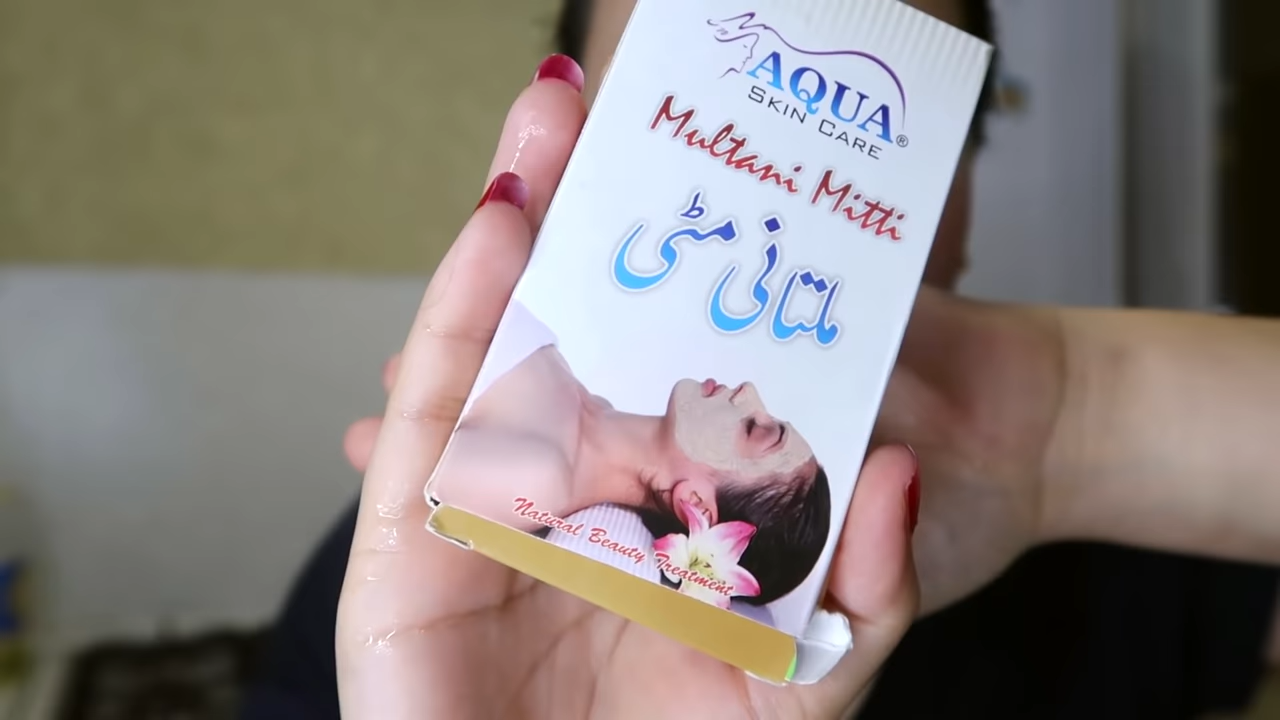 AQUA®
SKIN CARE
Multani Mitti
ملتانی مٹی
Natural Beauty Treatment